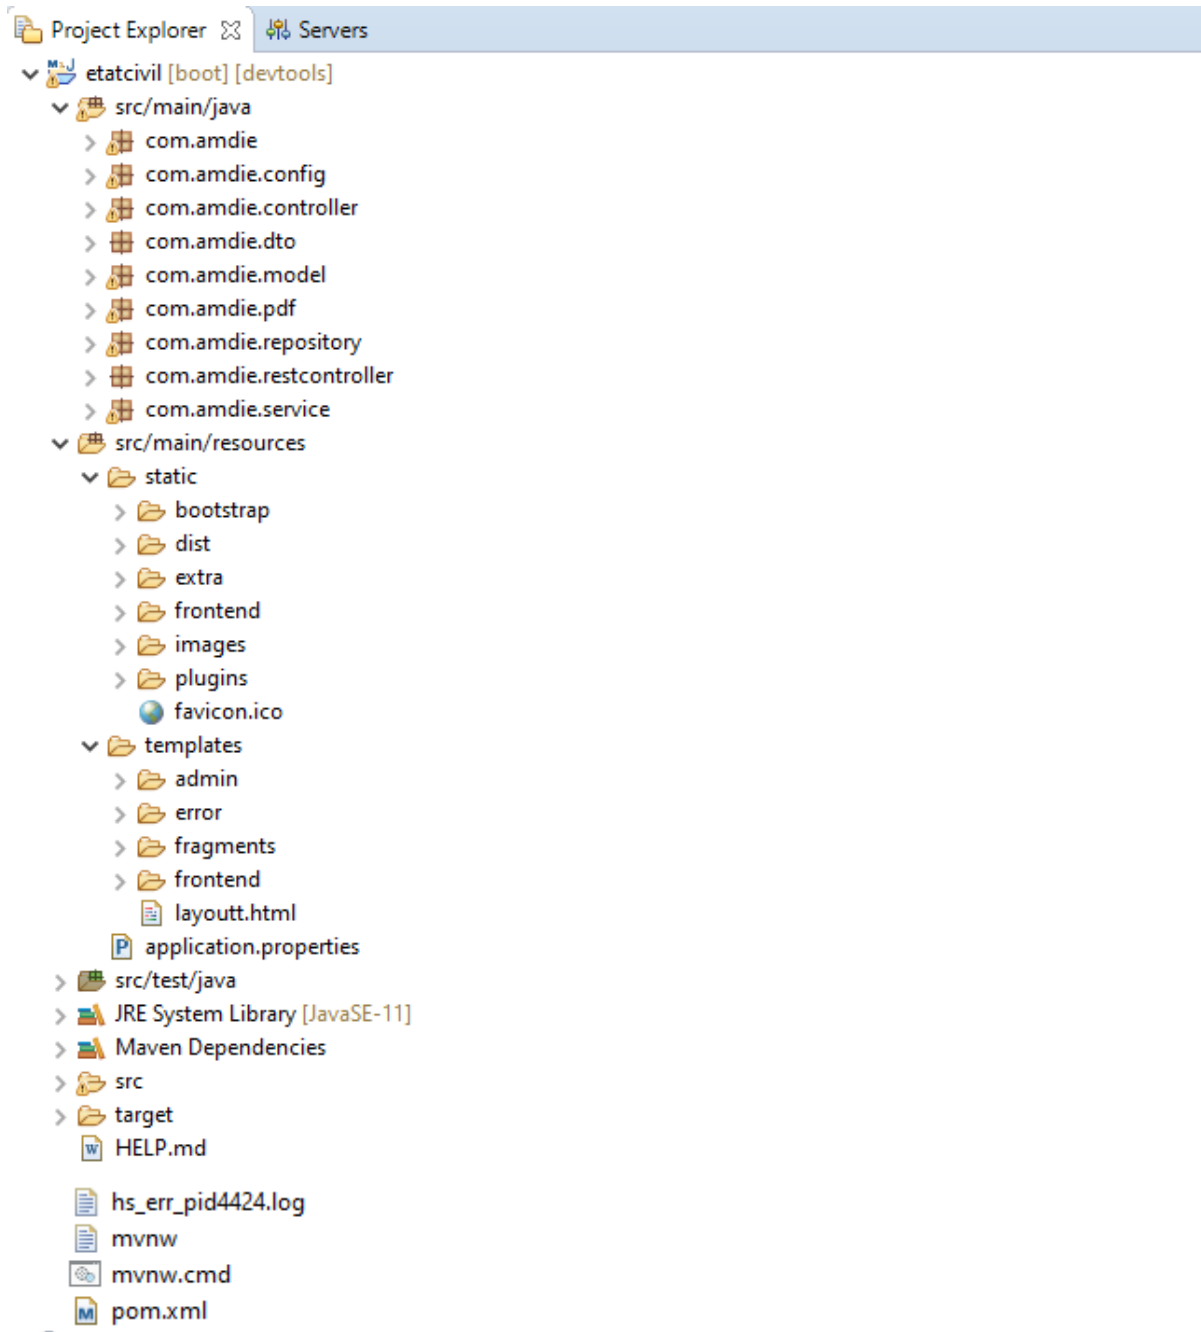 Project Explorer Servers
etatcivil [boot] [devtools]
src/main/java
com.amdie
com.amdie.config
com.amdie.controller
com.amdie.dto
com.amdie.model
com.amdie.pdf
com.amdie.repository
com.amdie.restcontroller
com.amdie.service
src/main/resources
static
bootstrap
dist
extra
frontend
images
plugins
favicon.ico
templates
admin
error
fragments
frontend
layoutt.html
application.properties
src/test/java
JRE System Library [JavaSE-11]
Maven Dependencies
src
target
HELP.md
hs_err_pid4424.log
mvnw
mvnw.cmd
pom.xml